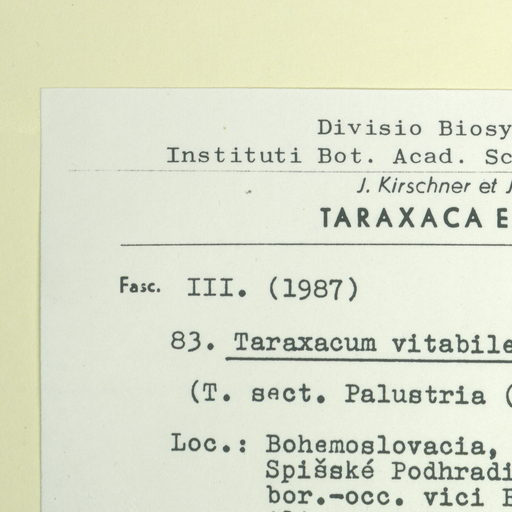 Divisio Biosy
Instituti Bot. Acad. Sc
J. Kirschner et J
TARAXACA E
Fasc. III. (1987)
83. Taraxacum vitabile
(T. sect. Palustria (
Loc.: Bohemoslovacia,
Spišské Podhradi
bor.-occ. vici